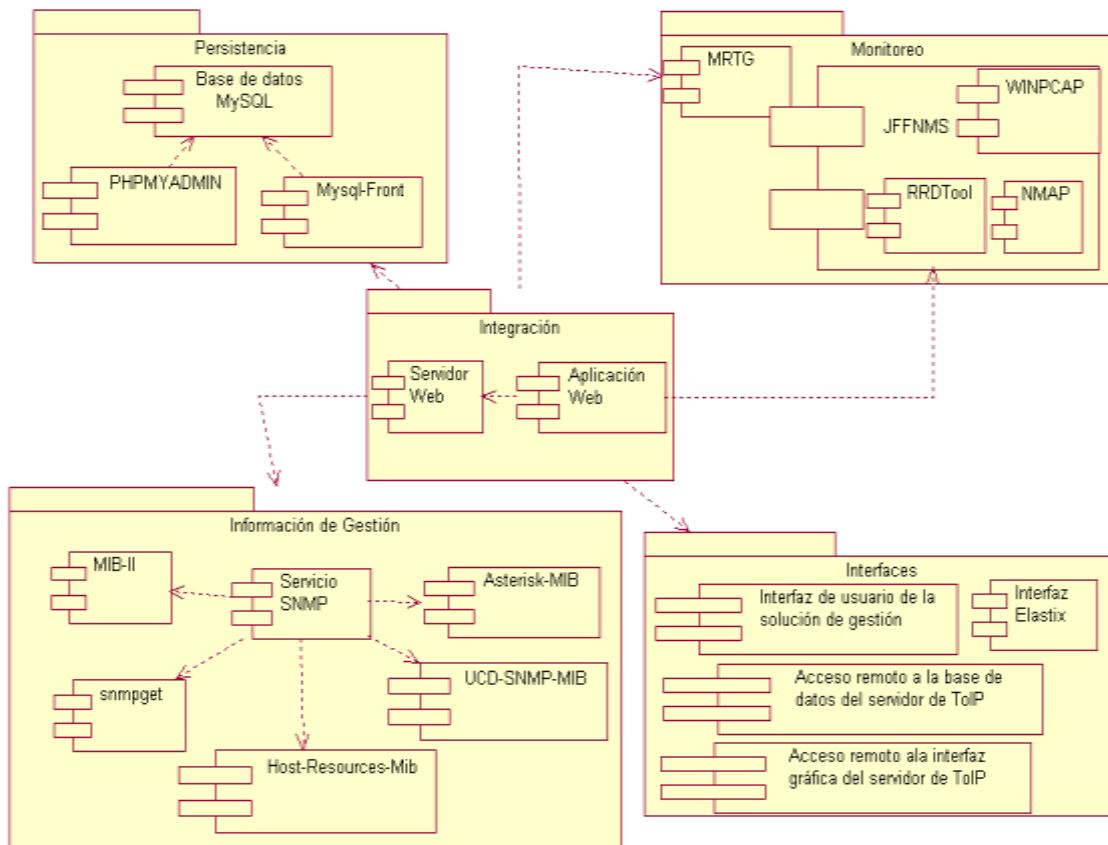 Persistencia
Base de datos
MySQL
PHPMYADMIN
Mysql-Front
Monitoreo
MRTG
WINPCAP
JFFNMS
RRDTool
NMAP
Integración
Servidor
Web
Aplicación
Web
Información de Gestión
MIB-II
Servicio
SNMP
Asterisk-MIB
snmpget
UCD-SNMP-MIB
Host-Resources-Mib
Interfaces
Interfaz de usuario de la
solución de gestión
Interfaz
Elastix
Acceso remoto a la base de
datos del servidor de ToIP
Acceso remoto ala interfaz
gráfica del servidor de ToIP